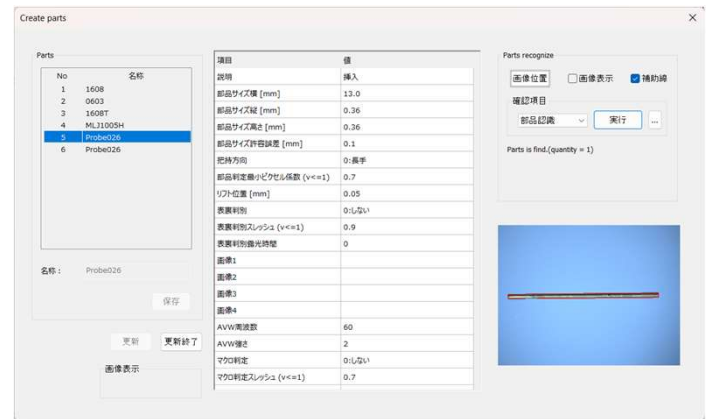 Create parts
Parts
No 名称
1 1608
2 0603
3 1608T
4 MLJ1005H
5 Probe026
6 Probe026
名称： Probe026
保存
更新 更新終了
画像表示
項目 値
説明 挿入
部品サイズ横 [mm] 13.0
部品サイズ縦 [mm] 0.36
部品サイズ高さ [mm] 0.36
部品サイズ許容誤差 [mm] 0.1
把持方向 0:長手
部品判定最小ピクセル係数 (v<=1) 0.7
リフト位置 [mm] 0.05
表裏判別 0:しない
表裏判別スレッシュ (v<=1) 0.9
表裏判別露光時間 0
画像1
画像2
画像3
画像4
AVW周波数 60
AVW強さ 2
マクロ判定 0:しない
マクロ判定スレッシュ (v<=1) 0.7
Parts recognize
画像位置 画像表示 補助線
確認項目
部品認識 実行 ...
Parts is find.(quantity = 1)